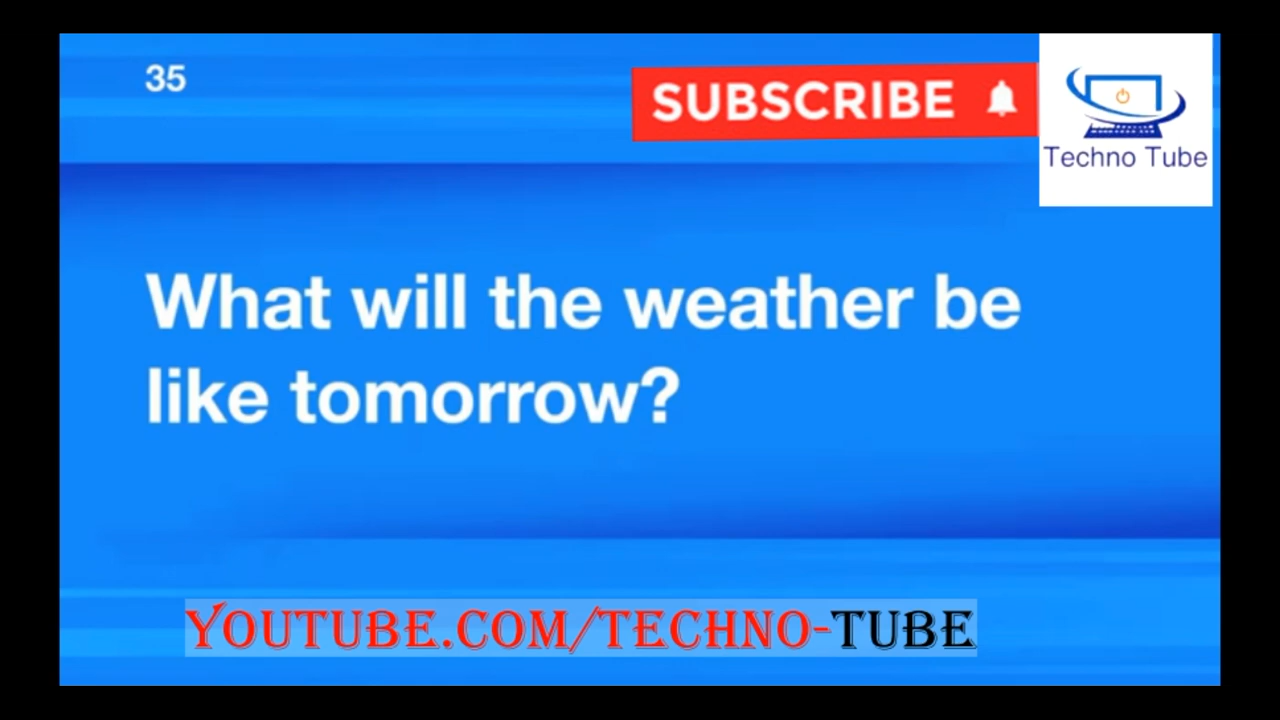 35
SUBSCRIBE
Techno Tube
What will the weather be
like tomorrow?
YOUTUBE.COM/TECHNO-TUBE